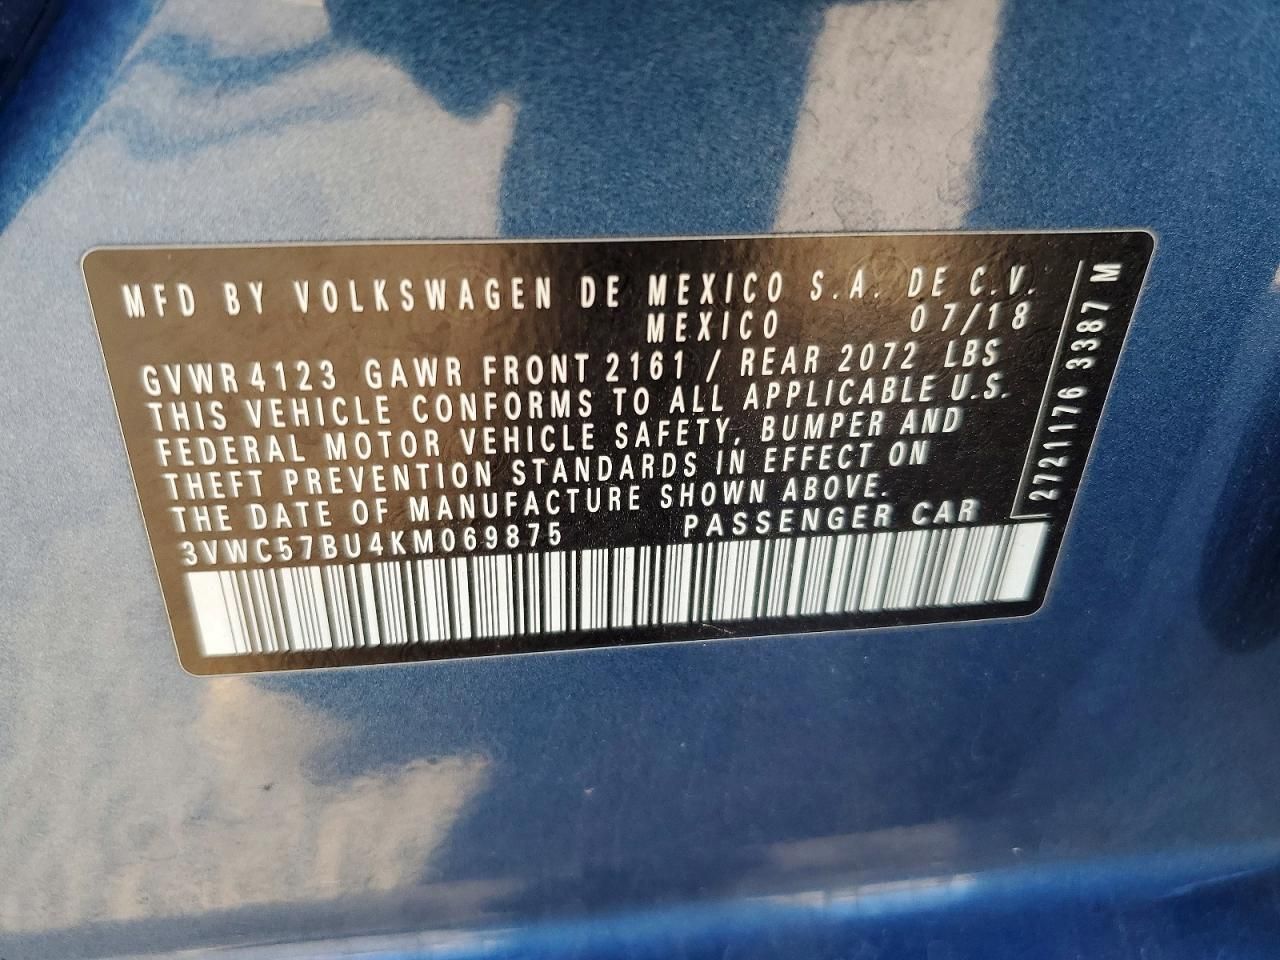 MFD BY VOLKSWAGEN DE MEXICO S.A. DE C.V.
MEXICO 07/18
GVWR 4123 GAWR FRONT 2161 / REAR 2072 LBS
THIS VEHICLE CONFORMS TO ALL APPLICABLE U.S.
FEDERAL MOTOR VEHICLE SAFETY, BUMPER AND
THEFT PREVENTION STANDARDS IN EFFECT ON
THE DATE OF MANUFACTURE SHOWN ABOVE.
3VWC57BU4KM069875 PASSENGER CAR
2721176 3387 M